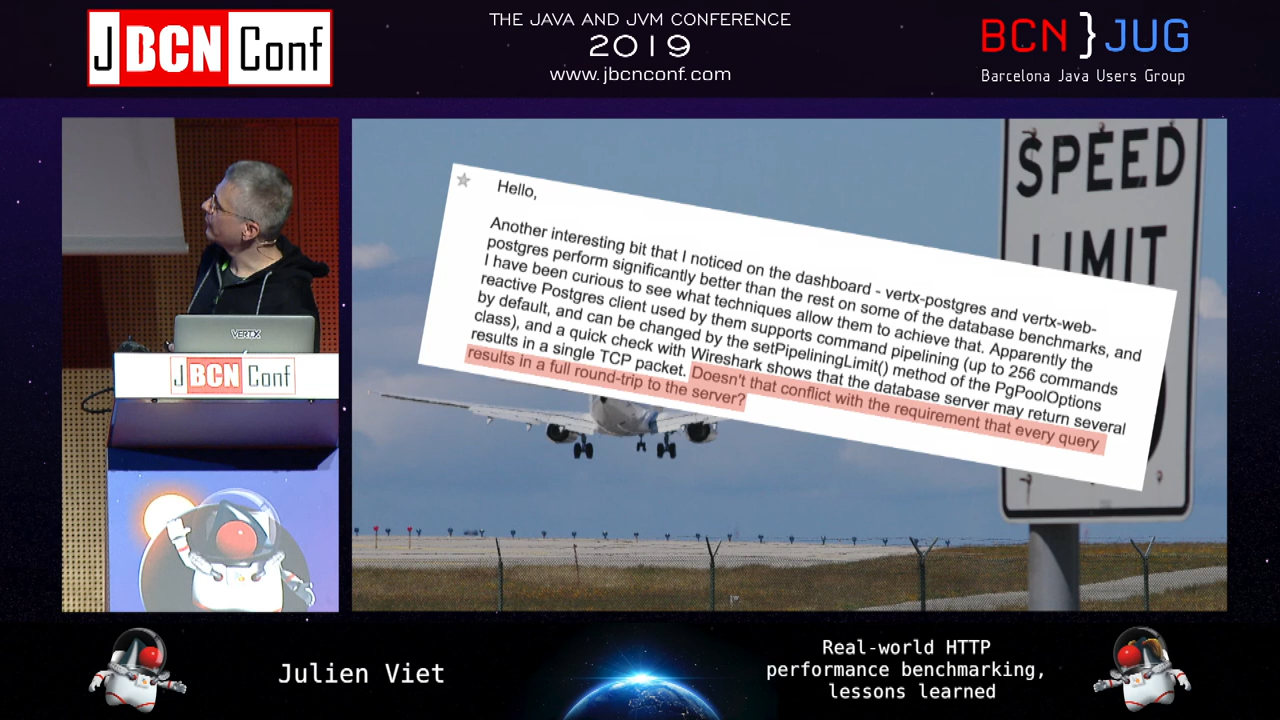 J BCN Conf
THE JAVA AND JVM CONFERENCE
2019
www.jbcnconf.com
BCN}JUG
Barcelona Java Users Group
SPEED
LIMIT
Hello,
Another interesting bit that I noticed on the dashboard - vertx-postgres and vertx-web-
postgres perform significantly better than the rest on some of the database benchmarks, and
I have been curious to see what techniques allow them to achieve that. Apparently the
reactive Postgres client used by them supports command pipelining (up to 256 commands
by default, and can be changed by the setPipeliningLimit() method of the PgPoolOptions
class), and a quick check with Wireshark shows that the database server may return several
results in a single TCP packet. Doesn't that conflict with the requirement that every query
results in a full round-trip to the server?
VERTX
J BCN Conf
Julien Viet
Real-world HTTP
performance benchmarking,
lessons learned